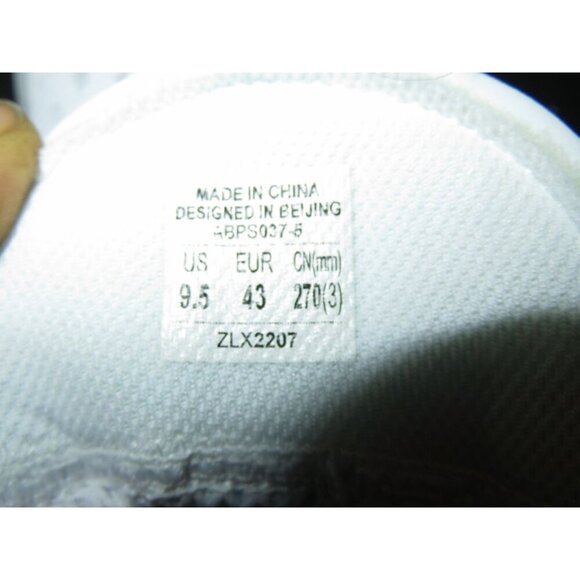 MADE IN CHINA
DESIGNED IN BEIJING
ABPS037-5
US EUR CN(mm)
9.5 43 270(3)
ZLX2207